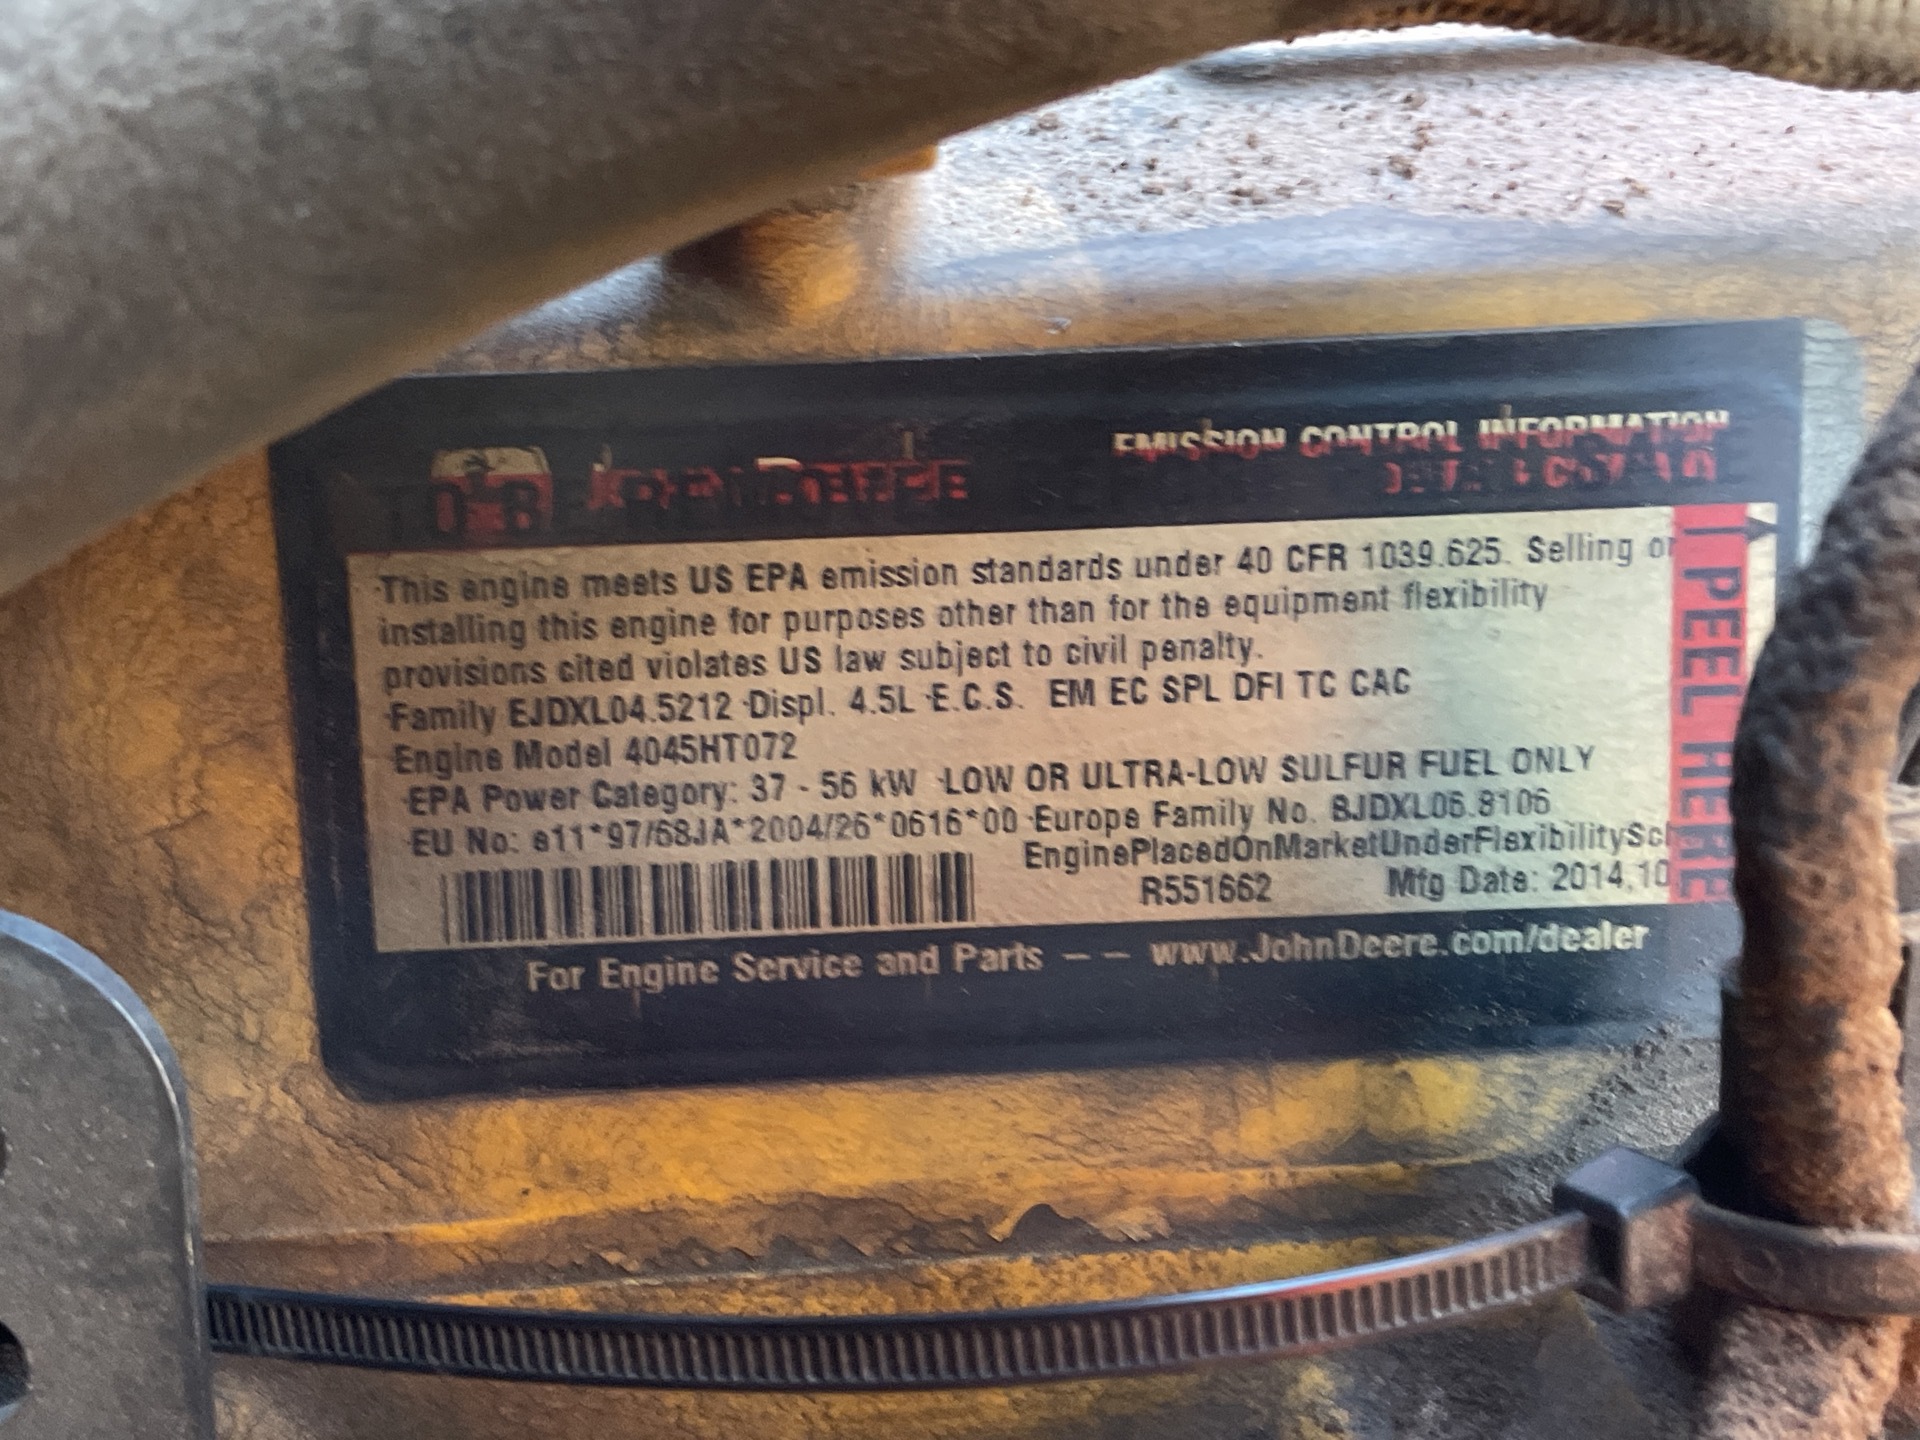 JOHN DEERE
EMISSION CONTROL INFORMATION
This engine meets US EPA emission standards under 40 CFR 1039.625. Selling or
installing this engine for purposes other than for the equipment flexibility
provisions cited violates US law subject to civil penalty.
Family EJDXL04.5212 Displ. 4.5L E.C.S. EM EC SPL DFI TC CAC
Engine Model 4045HT072
EPA Power Category: 37 - 56 kW LOW OR ULTRA-LOW SULFUR FUEL ONLY
EU No: e11*97/68JA*2004/26*0616*00 Europe Family No. 8JDXL06.8106
EnginePlacedOnMarketUnderFlexibilitySch
R551662 Mfg Date: 2014.10
For Engine Service and Parts -- www.JohnDeere.com/dealer
PEEL HERE